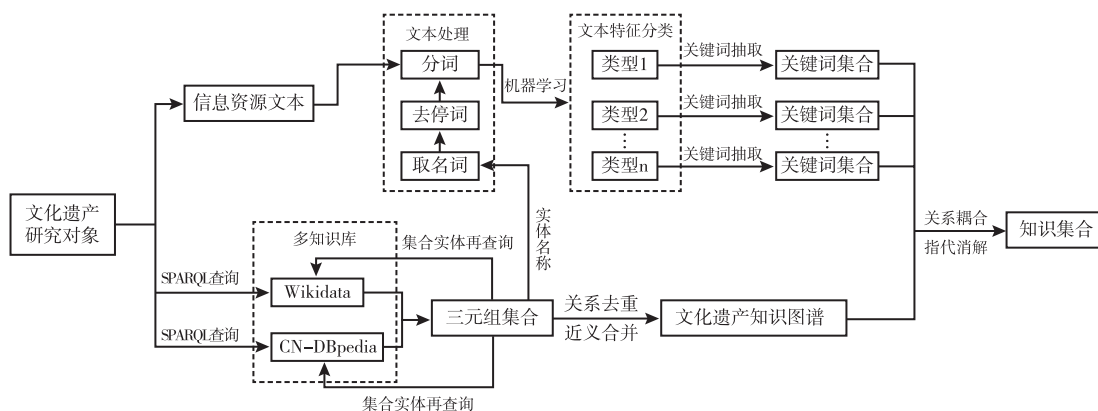 文本处理
分词
去停词
取名词
机器学习
文本特征分类
类型1
类型2
⋮
类型n
关键词抽取
关键词抽取
关键词抽取
关键词集合
关键词集合
⋮
关键词集合
信息资源文本
文化遗产
研究对象
SPARQL查询
SPARQL查询
多知识库
Wikidata
CN-DBpedia
集合实体再查询
集合实体再查询
实体名称
三元组集合
关系去重
近义合并
文化遗产知识图谱
关系耦合
指代消解
知识集合